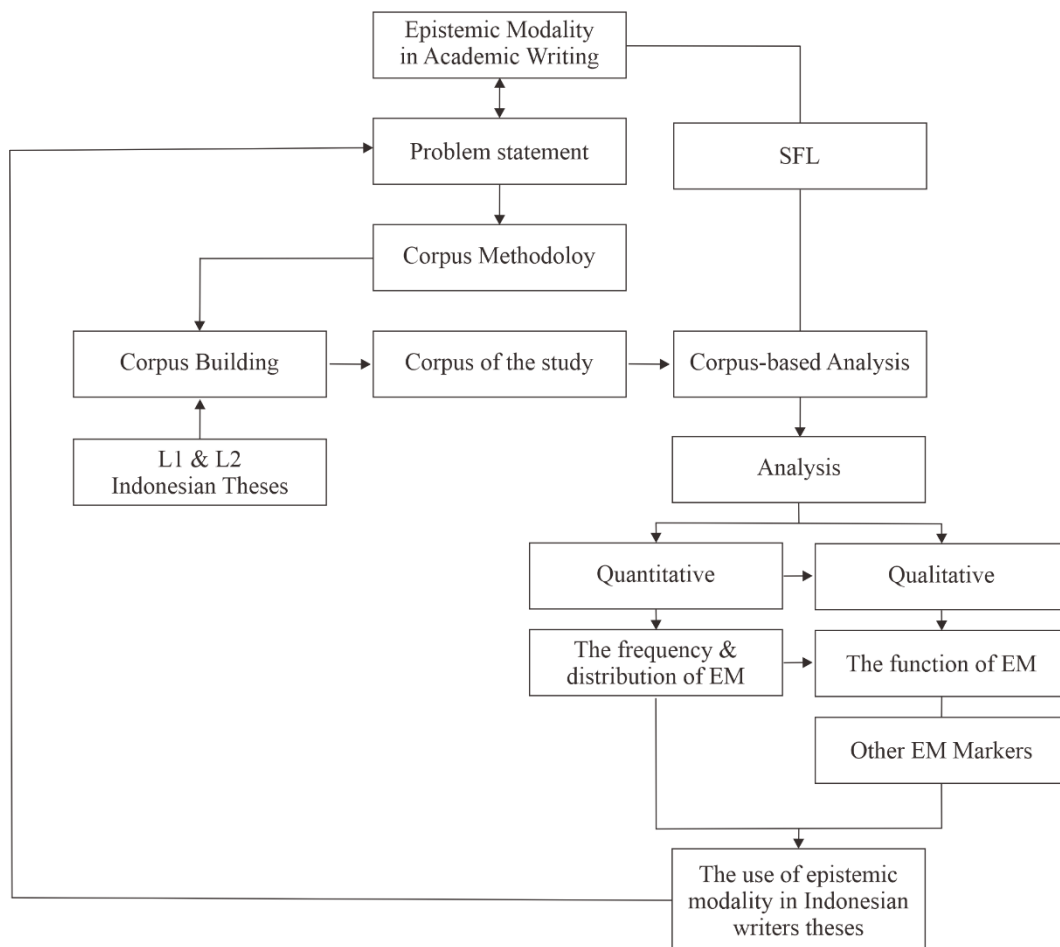 Epistemic Modality
in Academic Writing
Problem statement
SFL
Corpus Methodoloy
Corpus Building
Corpus of the study
Corpus-based Analysis
L1 & L2
Indonesian Theses
Analysis
Quantitative
Qualitative
The frequency &
distribution of EM
The function of EM
Other EM Markers
The use of epistemic
modality in Indonesian
writers theses